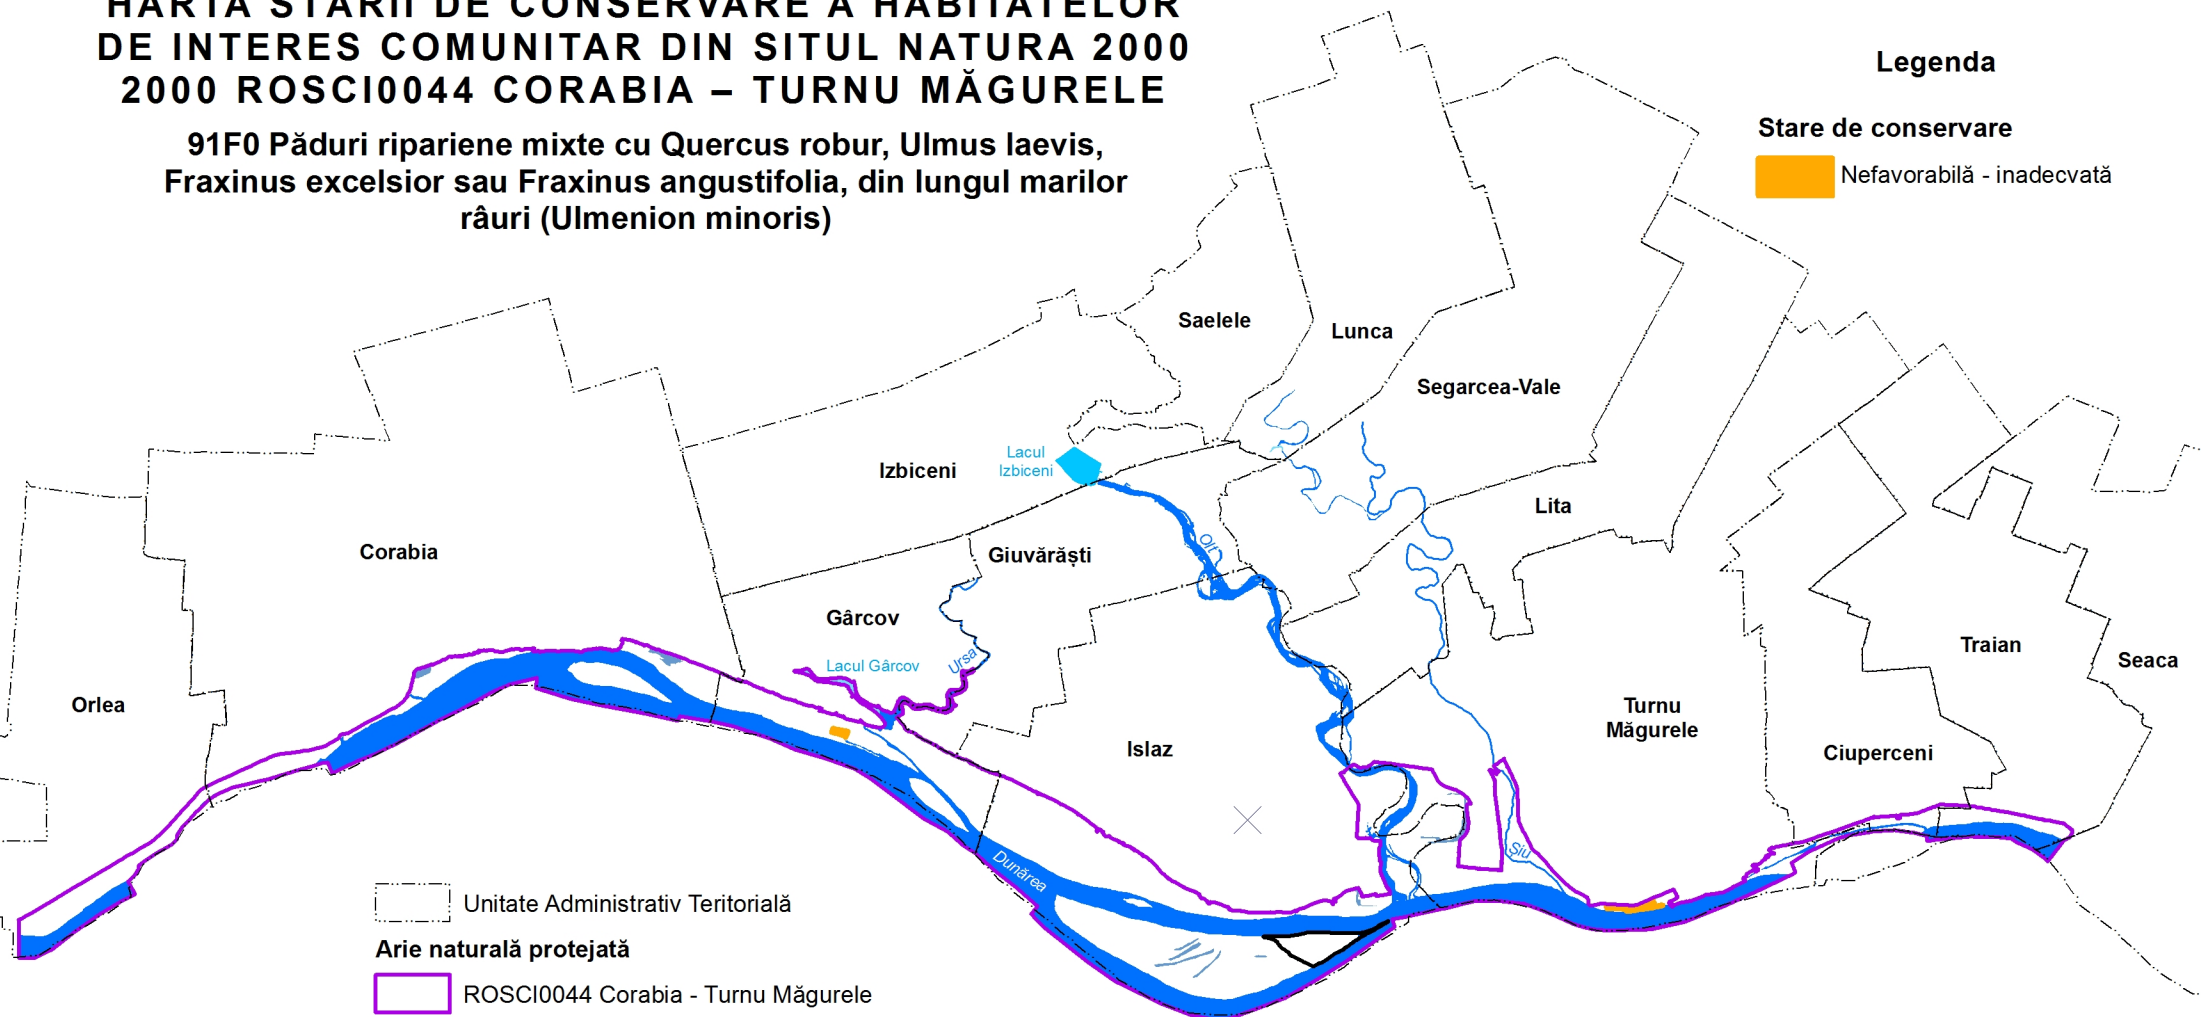 HARTA STĂRII DE CONSERVARE A HABITATELOR
DE INTERES COMUNITAR DIN SITUL NATURA 2000
2000 ROSCI0044 CORABIA – TURNU MĂGURELE
91F0 Păduri ripariene mixte cu Quercus robur, Ulmus laevis,
Fraxinus excelsior sau Fraxinus angustifolia, din lungul marilor
râuri (Ulmenion minoris)
Legenda
Stare de conservare
Nefavorabilă - inadecvată
Saelele
Lunca
Segarcea-Vale
Lacul
Izbiceni
Izbiceni
Lita
Corabia
Giuvărăști
Olt
Gârcov
Lacul Gârcov
Ursa
Traian
Seaca
Orlea
Turnu
Măgurele
Islaz
Ciuperceni
Șiu
Dunărea
Unitate Administrativ Teritorială
Arie naturală protejată
ROSCI0044 Corabia - Turnu Măgurele